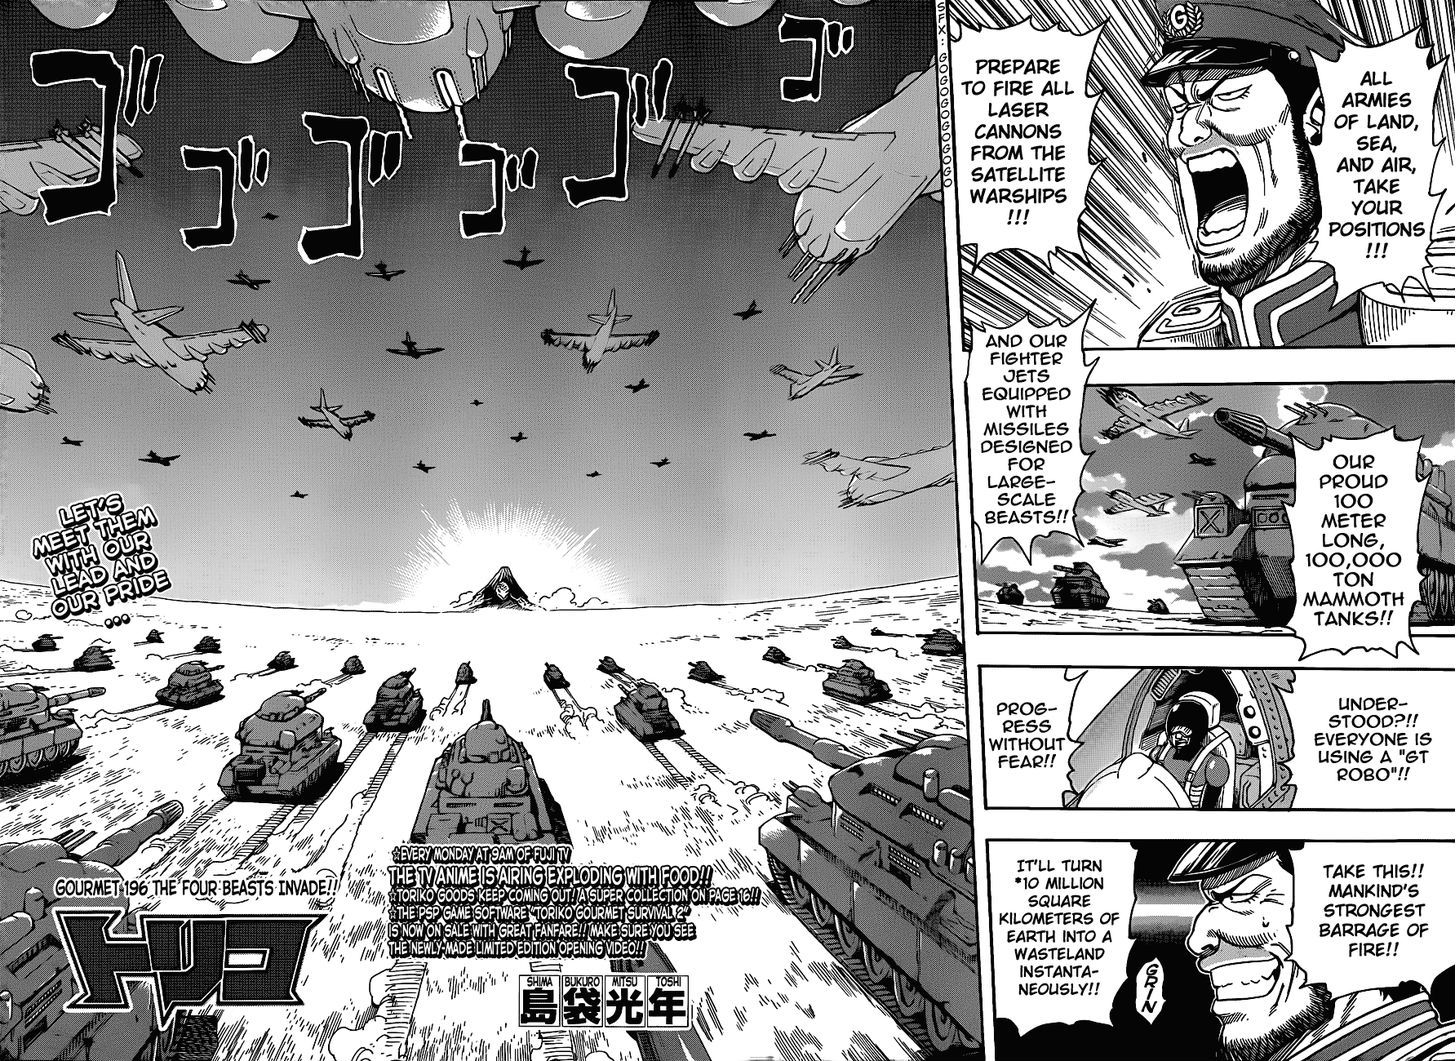 ALL
ARMIES
OF LAND,
SEA,
AND AIR,
TAKE
YOUR
POSITIONS
!!!
G
PREPARE
TO FIRE ALL
LASER
CANNONS
FROM THE
SATELLITE
WARSHIPS
!!!
AND OUR
FIGHTER
JETS
EQUIPPED
WITH
MISSILES
DESIGNED
FOR
LARGE-
SCALE
BEASTS!!
OUR
PROUD
100
METER
LONG,
100,000
TON
MAMMOTH
TANKS!!
UNDER-
STOOD?!!
EVERYONE IS
USING A "GT
ROBO"!!
PROG-
RESS
WITHOUT
FEAR!!
TAKE THIS!!
MANKIND'S
STRONGEST
BARRAGE OF
FIRE!!
IT'LL TURN
*10 MILLION
SQUARE
KILOMETERS OF
EARTH INTO A
WASTELAND
INSTANTA-
NEOUSLY!!
GRIN
SFX: GOGOGOGOGOGO
ゴ゛
ゴ゛
ゴ゛
ゴ゛
ゴ゛
ゴ゛
LET'S
MEET THEM
WITH OUR
LEAD AND
OUR PRIDE
...
GOURMET 196 THE FOUR BEASTS INVADE!!
トリコ
☆EVERY MONDAY AT 9AM OF FUJI TV
THE TV ANIME IS AIRING EXPLODING WITH FOOD!!
☆TORIKO GOODS KEEP COMING OUT! A SUPER COLLECTION ON PAGE 16!!
☆THE PSP GAME SOFTWARE "TORIKO GOURMET SURVIVAL 2"
IS NOW ON SALE WITH GREAT FANFARE!! MAKE SURE YOU SEE
THE NEWLY-MADE LIMITED EDITION OPENING VIDEO!!
SHIMA BUKURO MITSU TOSHI
島袋光年